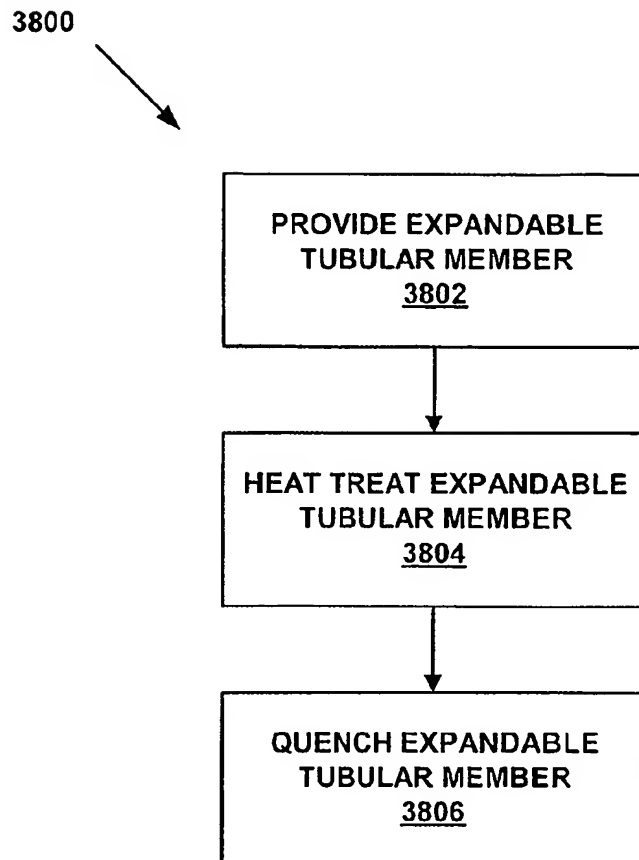 3800
PROVIDE EXPANDABLE
TUBULAR MEMBER
3802
HEAT TREAT EXPANDABLE
TUBULAR MEMBER
3804
QUENCH EXPANDABLE
TUBULAR MEMBER
3806